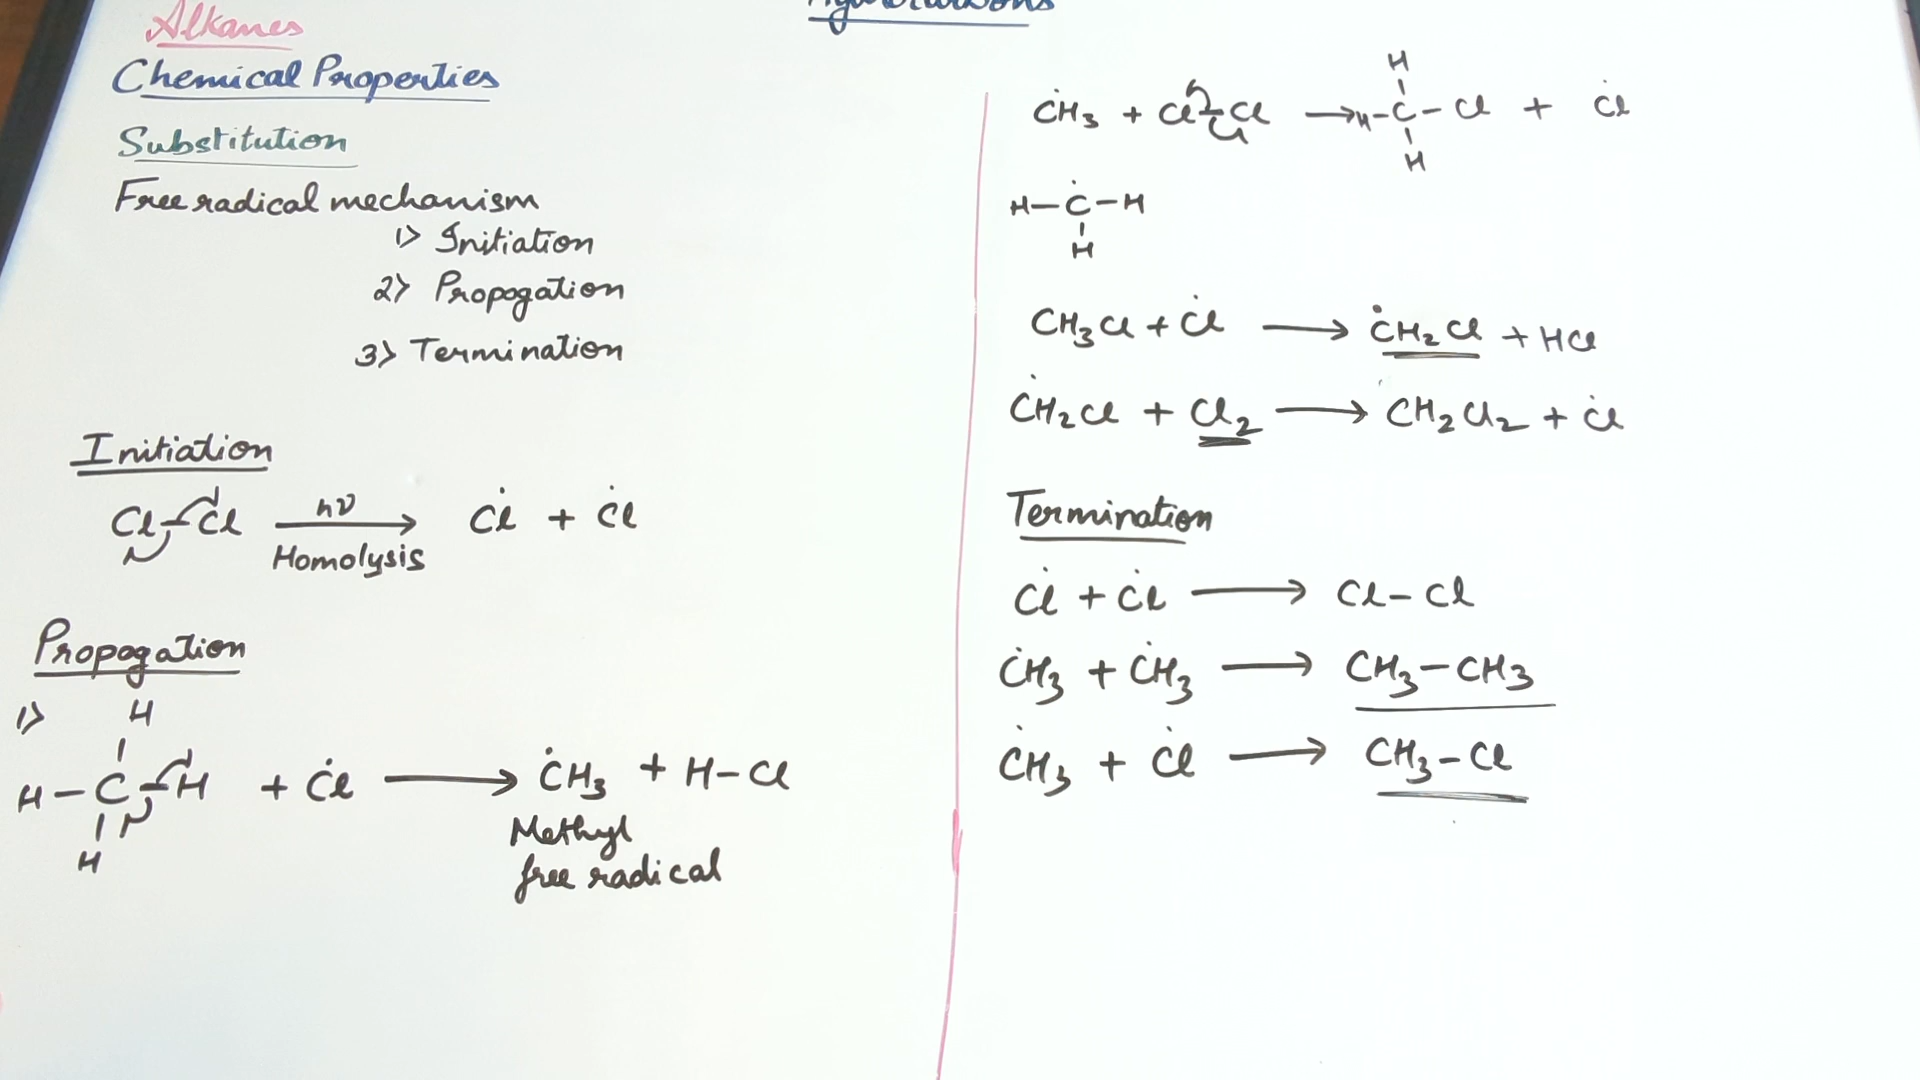 Alkanes
Chemical Properties
Substitution
Free radical mechanism
1> Initiation
2> Propogation
3> Termination
Initiation
Cl-Cl hν Homolysis → Ċl + Ċl
Propogation
1>
H
H-C-H + Ċl → ĊH₃ + H-Cl
H
Methyl
free radical
H
ĊH₃ + Cl-Cl → H-C-Cl + Ċl
H
H-Ċ-H
H
CH₃Cl + Ċl → ĊH₂Cl + HCl
ĊH₂Cl + Cl₂ → CH₂Cl₂ + Ċl
Termination
Ċl + Ċl → Cl-Cl
ĊH₃ + ĊH₃ → CH₃-CH₃
ĊH₃ + Ċl → CH₃-Cl